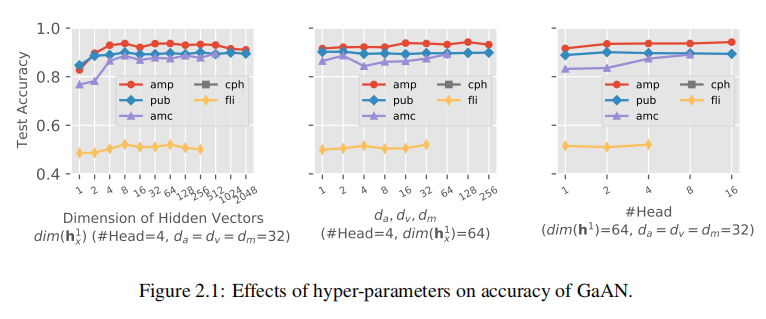 1.0
0.8
0.6
0.4
Test Accuracy
amp
pub
amc
cph
fli
1 2 4 8 16 32 64 128 256 512 1024 2048
Dimension of Hidden Vectors
dim(h¹ₓ) (#Head=4, dₐ = dᵥ = dₘ=32)
amp
pub
amc
cph
fli
1 2 4 8 16 32 64 128 256
dₐ, dᵥ, dₘ
(#Head=4, dim(h¹ₓ)=64)
amp
pub
amc
cph
fli
1 2 4 8 16
#Head
(dim(h¹)=64, dₐ = dᵥ = dₘ=32)
Figure 2.1: Effects of hyper-parameters on accuracy of GaAN.